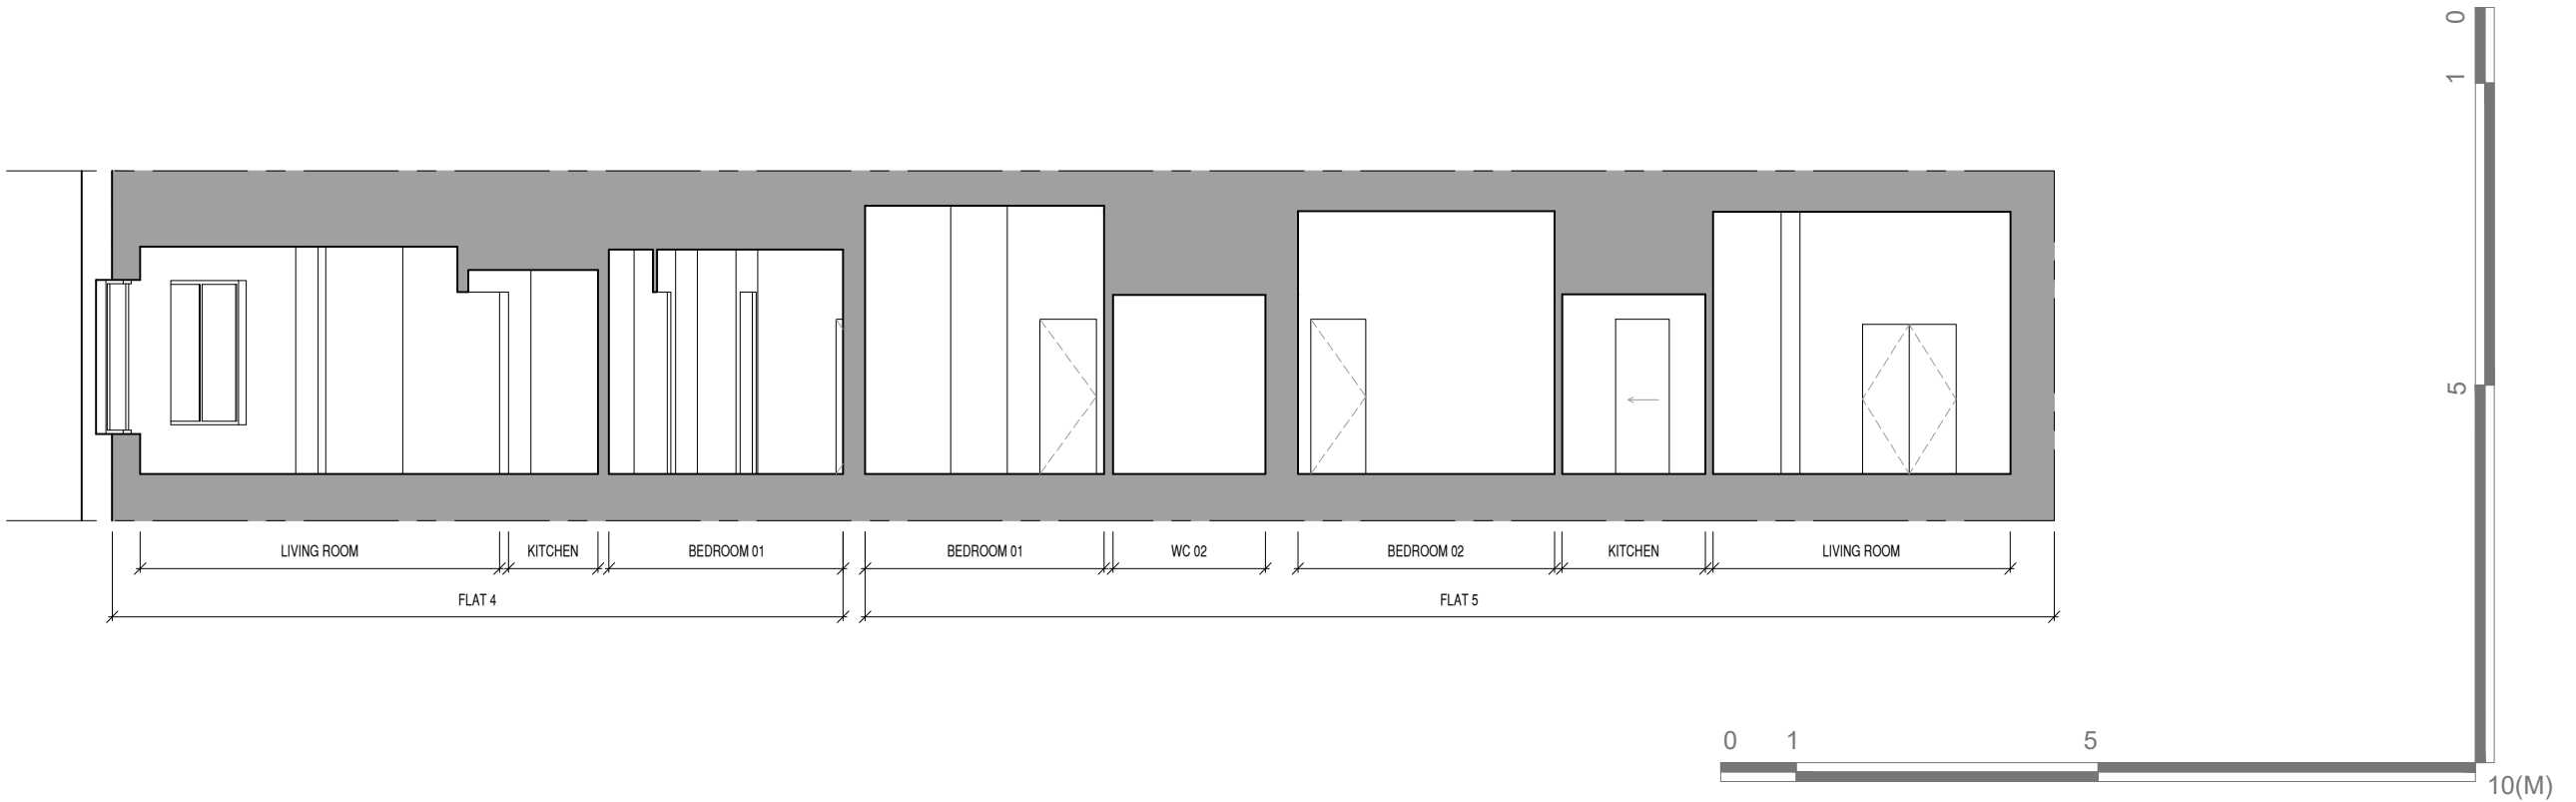 0
1
5
LIVING ROOM
KITCHEN
BEDROOM 01
BEDROOM 01
WC 02
BEDROOM 02
KITCHEN
LIVING ROOM
FLAT 4
FLAT 5
0 1 5
10(M)